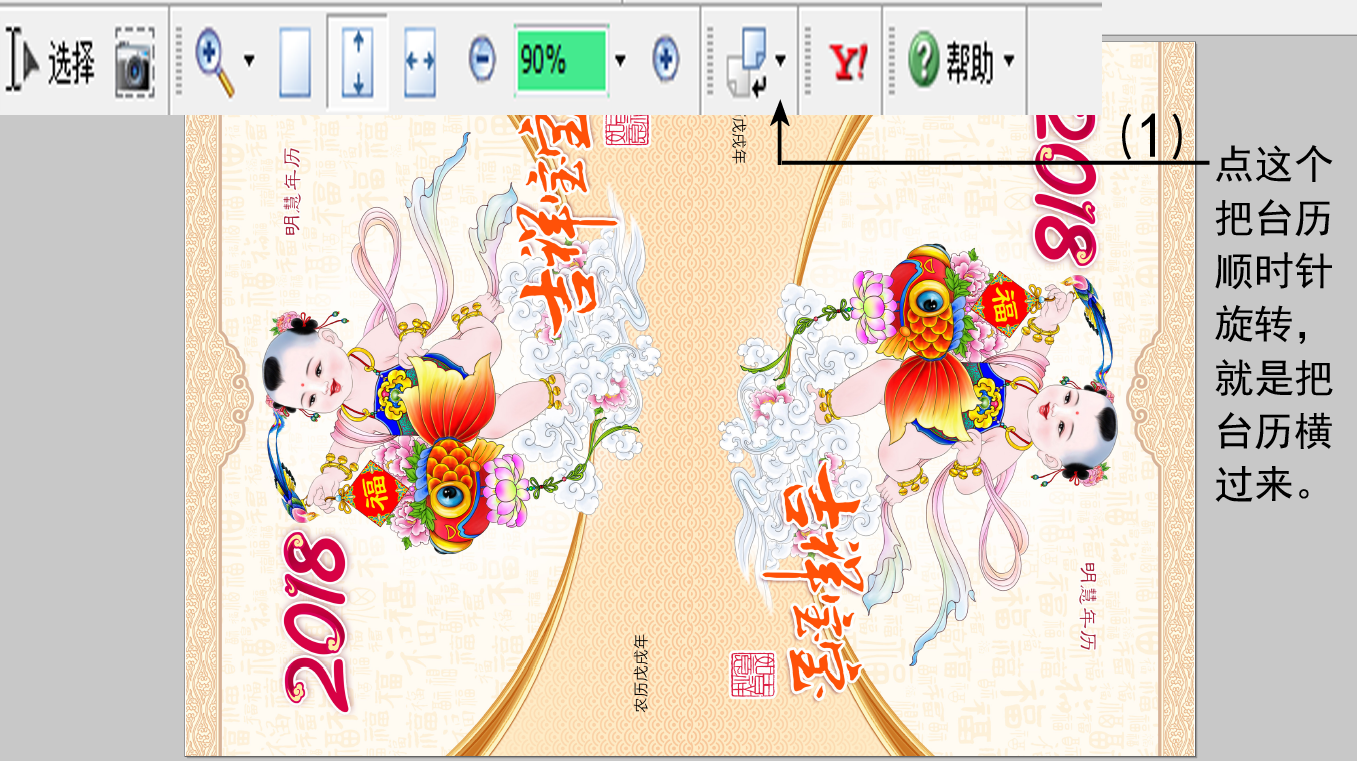 选择
90%
Y!
帮助
(1)
点这个
把台历
顺时针
旋转，
就是把
台历横
过来。
明慧年历
吉祥宝宝
戊戌年
2018
福
福
2018
农历戊戌年
吉祥宝宝
明慧年历